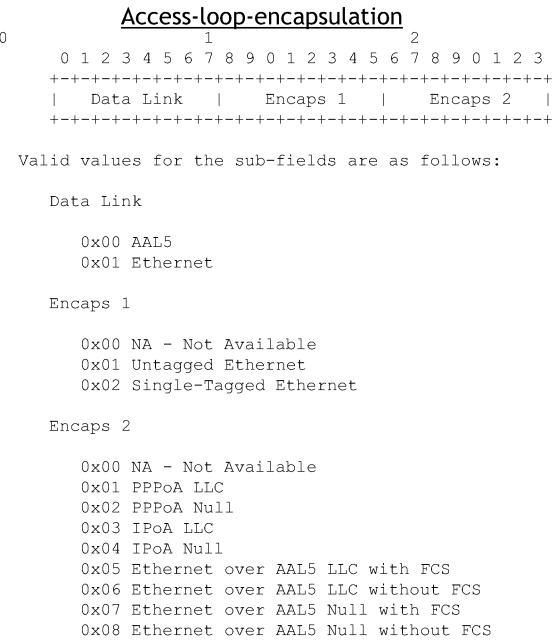 Access-loop-encapsulation
0 1 2
0 1 2 3 4 5 6 7 8 9 0 1 2 3 4 5 6 7 8 9 0 1 2 3
+-+-+-+-+-+-+-+-+-+-+-+-+-+-+-+-+-+-+-+-+-+-+-+-+
| Data Link | Encaps 1 | Encaps 2 |
+-+-+-+-+-+-+-+-+-+-+-+-+-+-+-+-+-+-+-+-+-+-+-+-+
Valid values for the sub-fields are as follows:
Data Link
0x00 AAL5
0x01 Ethernet
Encaps 1
0x00 NA - Not Available
0x01 Untagged Ethernet
0x02 Single-Tagged Ethernet
Encaps 2
0x00 NA - Not Available
0x01 PPPoA LLC
0x02 PPPoA Null
0x03 IPoA LLC
0x04 IPoA Null
0x05 Ethernet over AAL5 LLC with FCS
0x06 Ethernet over AAL5 LLC without FCS
0x07 Ethernet over AAL5 Null with FCS
0x08 Ethernet over AAL5 Null without FCS